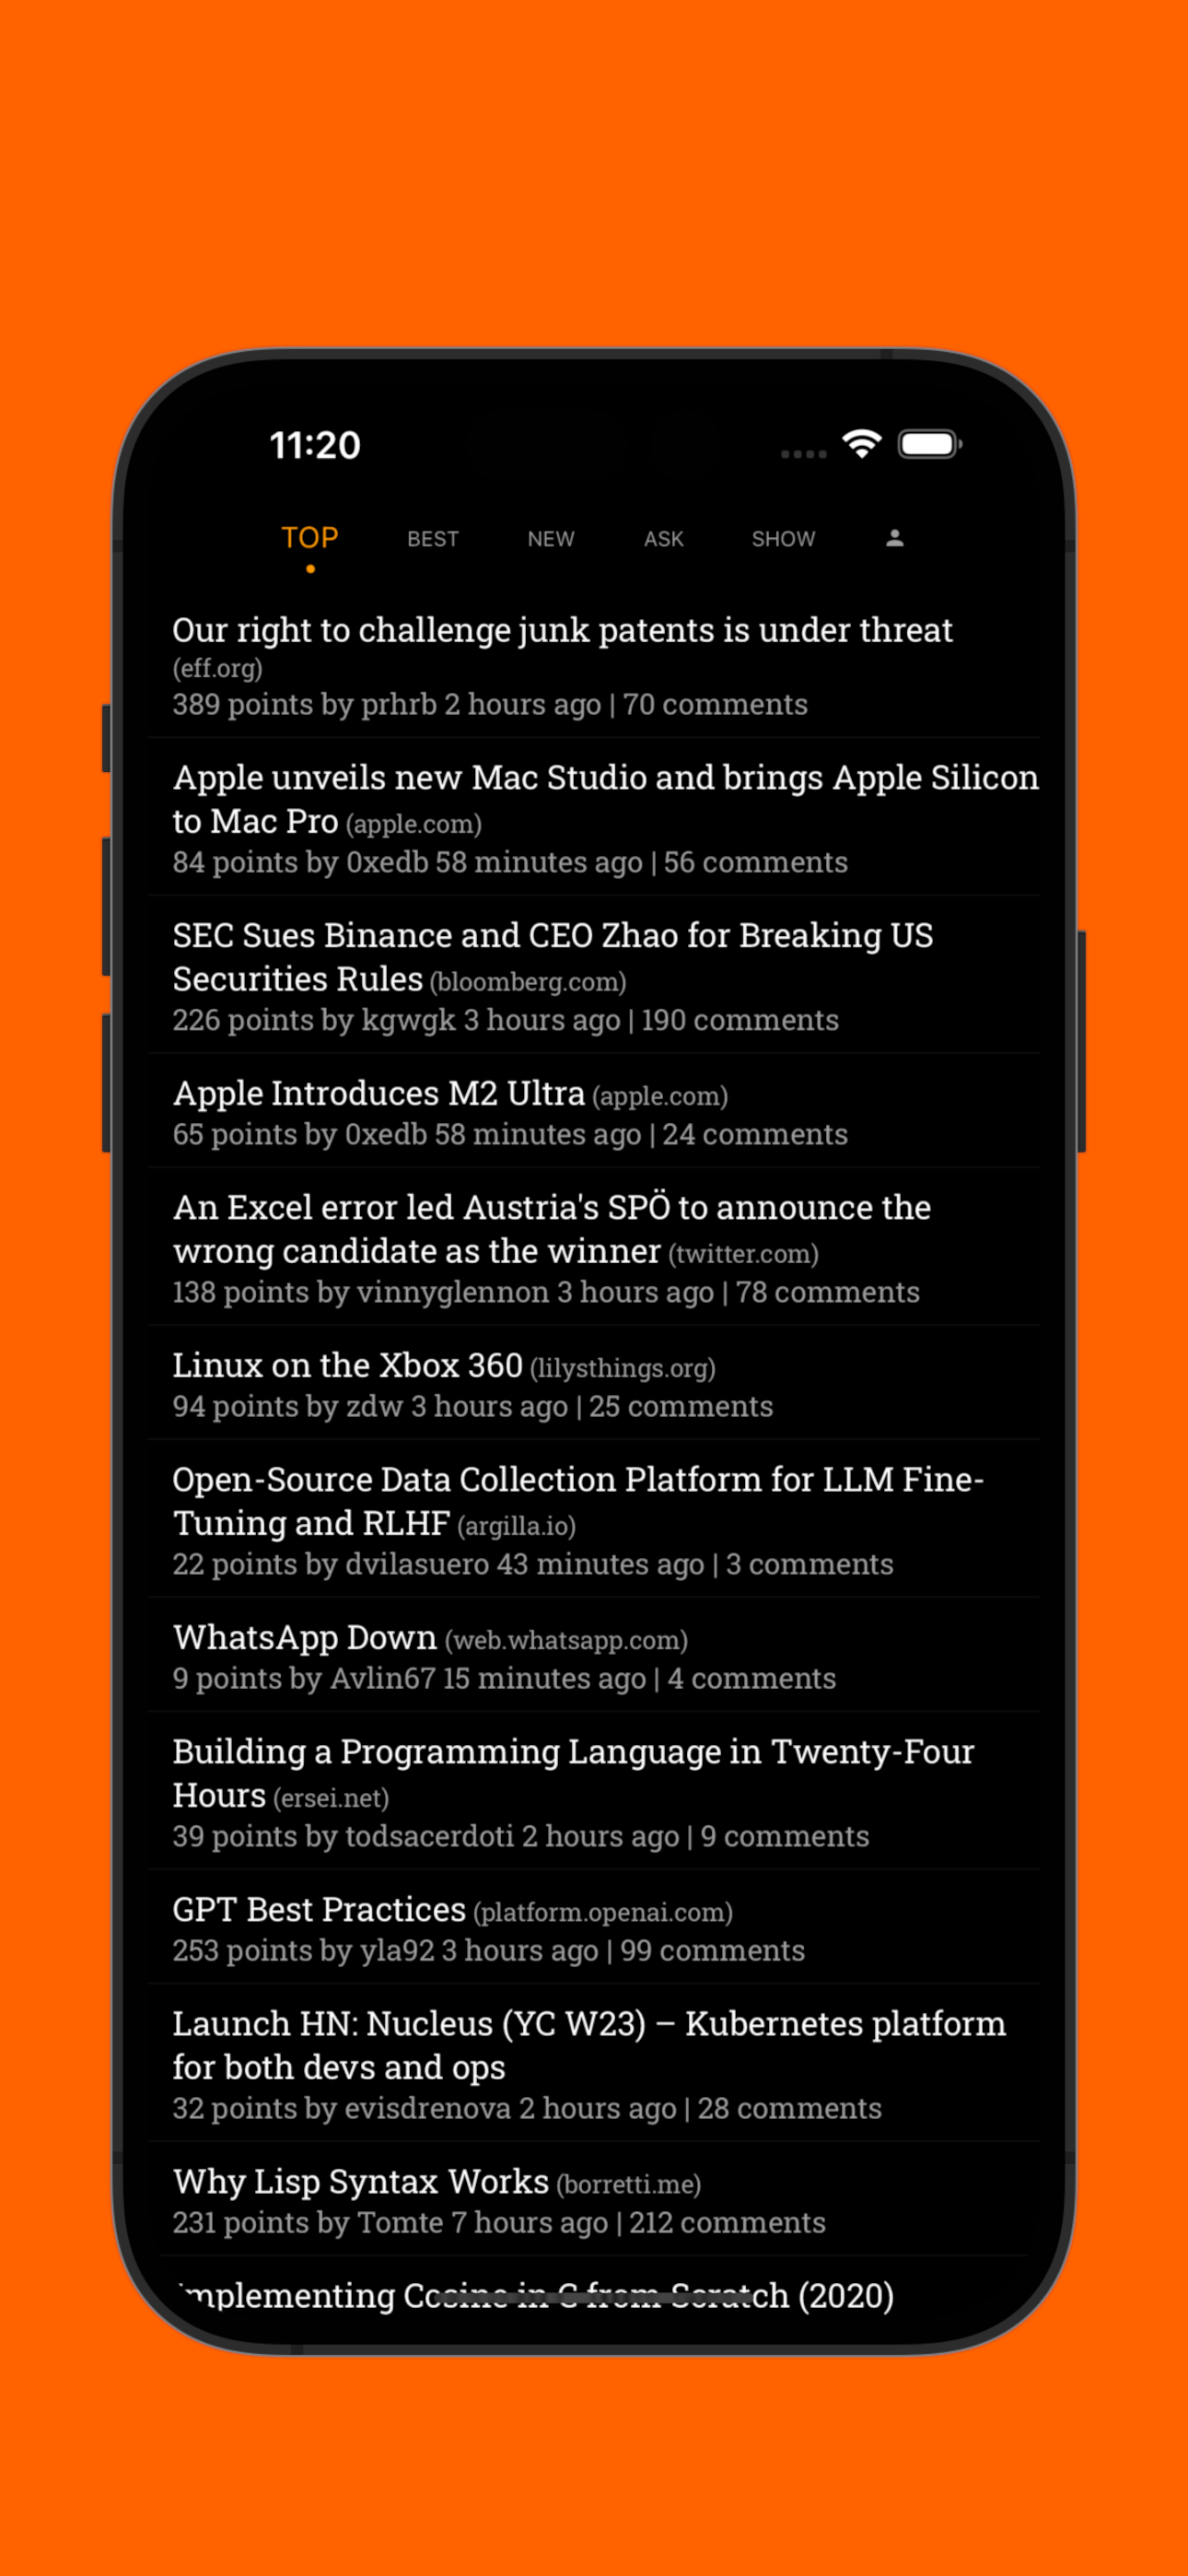 11:20
TOP BEST NEW ASK SHOW
Our right to challenge junk patents is under threat
(eff.org)
389 points by prhrb 2 hours ago | 70 comments
Apple unveils new Mac Studio and brings Apple Silicon
to Mac Pro (apple.com)
84 points by 0xedb 58 minutes ago | 56 comments
SEC Sues Binance and CEO Zhao for Breaking US
Securities Rules (bloomberg.com)
226 points by kgwgk 3 hours ago | 190 comments
Apple Introduces M2 Ultra (apple.com)
65 points by 0xedb 58 minutes ago | 24 comments
An Excel error led Austria's SPÖ to announce the
wrong candidate as the winner (twitter.com)
138 points by vinnyglennon 3 hours ago | 78 comments
Linux on the Xbox 360 (lilysthings.org)
94 points by zdw 3 hours ago | 25 comments
Open-Source Data Collection Platform for LLM Fine-
Tuning and RLHF (argilla.io)
22 points by dvilasuero 43 minutes ago | 3 comments
WhatsApp Down (web.whatsapp.com)
9 points by Avlin67 15 minutes ago | 4 comments
Building a Programming Language in Twenty-Four
Hours (ersei.net)
39 points by todsacerdoti 2 hours ago | 9 comments
GPT Best Practices (platform.openai.com)
253 points by yla92 3 hours ago | 99 comments
Launch HN: Nucleus (YC W23) – Kubernetes platform
for both devs and ops
32 points by evisdrenova 2 hours ago | 28 comments
Why Lisp Syntax Works (borretti.me)
231 points by Tomte 7 hours ago | 212 comments
Implementing Cosine in C from Scratch (2020)